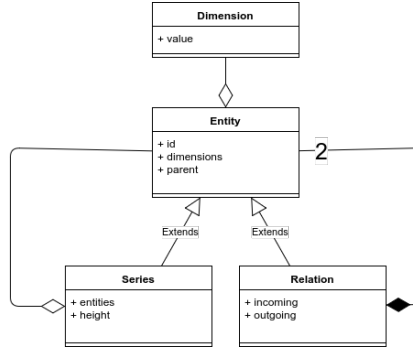 Dimension
+ value
Entity
+ id
+ dimensions
+ parent
2
Extends
Extends
Series
+ entities
+ height
Relation
+ incoming
+ outgoing